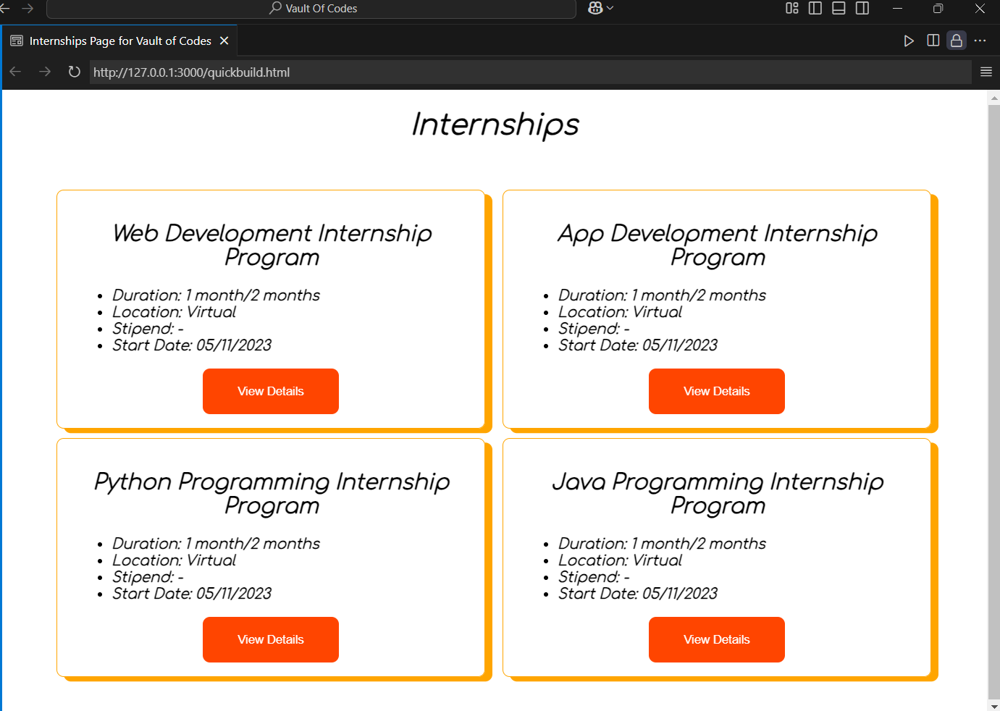 Vault Of Codes
Internships Page for Vault of Codes
http://127.0.0.1:3000/quickbuild.html
Internships
Web Development Internship
Program
Duration: 1 month/2 months
Location: Virtual
Stipend: -
Start Date: 05/11/2023
View Details
App Development Internship
Program
Duration: 1 month/2 months
Location: Virtual
Stipend: -
Start Date: 05/11/2023
View Details
Python Programming Internship
Program
Duration: 1 month/2 months
Location: Virtual
Stipend: -
Start Date: 05/11/2023
View Details
Java Programming Internship
Program
Duration: 1 month/2 months
Location: Virtual
Stipend: -
Start Date: 05/11/2023
View Details